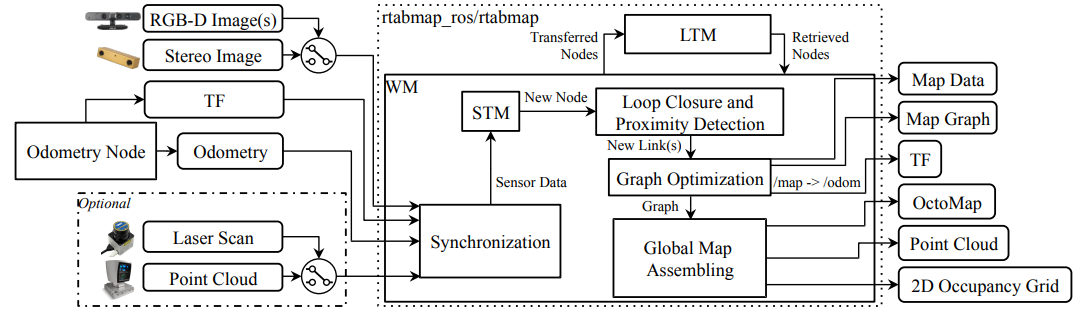 RGB-D Image(s)
Stereo Image
TF
Odometry Node
Odometry
Optional
Laser Scan
Point Cloud
rtabmap_ros/rtabmap
Transferred
Nodes
LTM
Retrieved
Nodes
WM
STM
New Node
Loop Closure and
Proximity Detection
New Link(s)
Sensor Data
Graph Optimization
/map -> /odom
Graph
Synchronization
Global Map
Assembling
Map Data
Map Graph
TF
OctoMap
Point Cloud
2D Occupancy Grid